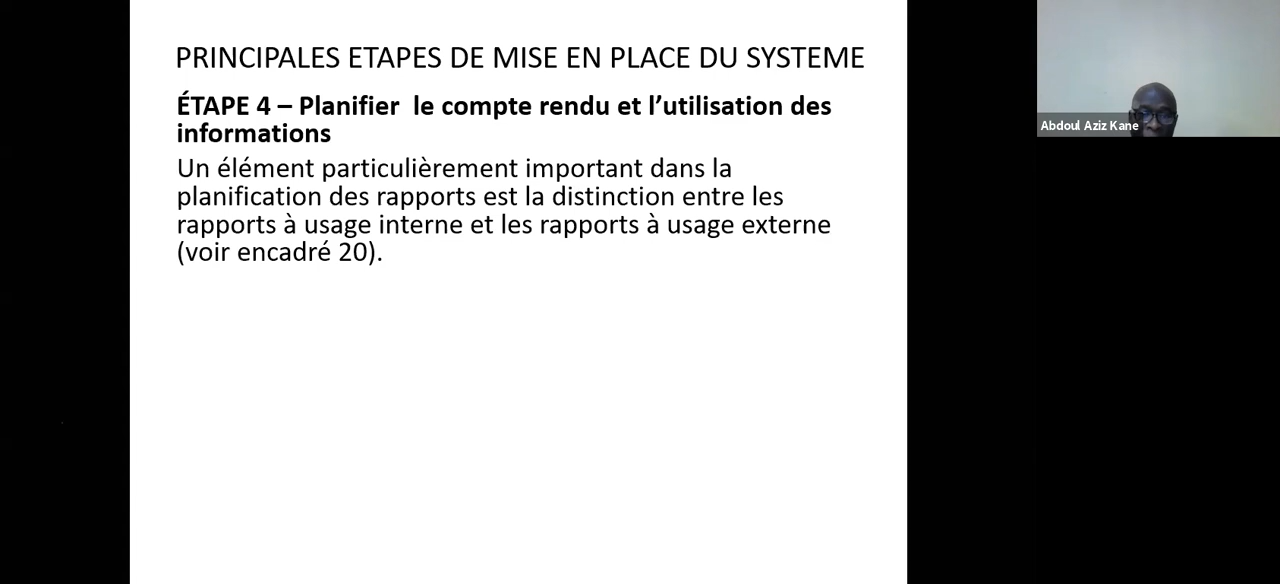 PRINCIPALES ETAPES DE MISE EN PLACE DU SYSTEME
ÉTAPE 4 – Planifier  le compte rendu et l’utilisation des
informations
Un élément particulièrement important dans la
planification des rapports est la distinction entre les
rapports à usage interne et les rapports à usage externe
(voir encadré 20).
Abdoul Aziz Kane